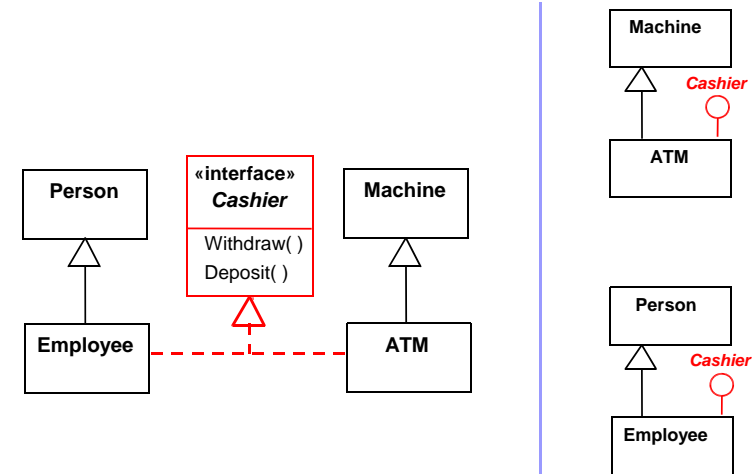 Person
«interface»
Cashier
Withdraw( )
Deposit( )
Machine
Employee
ATM
Machine
Cashier
ATM
Person
Cashier
Employee